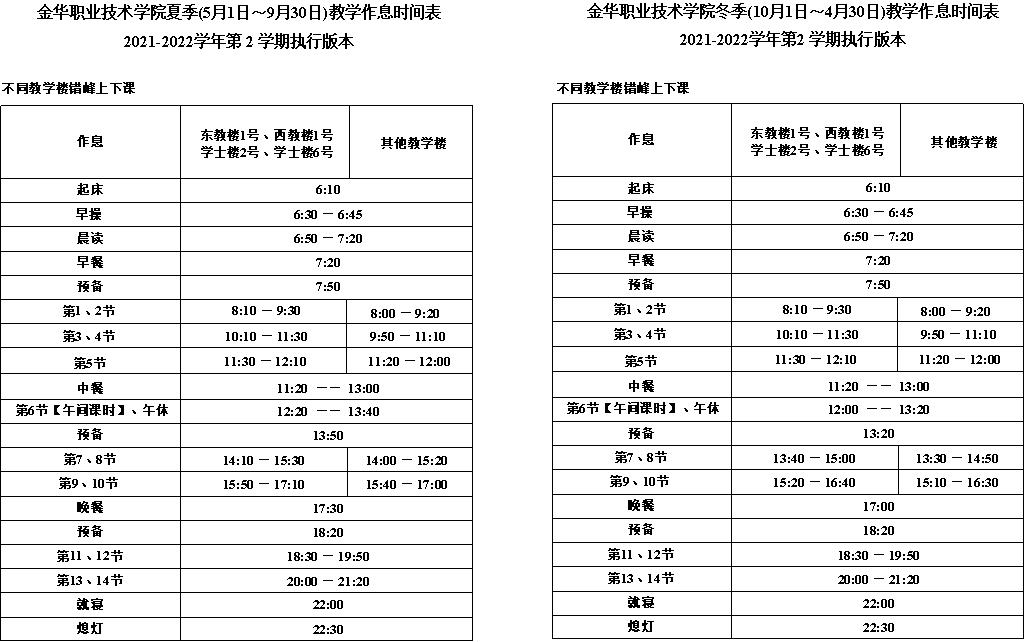 金华职业技术学院夏季(5月1日～9月30日)教学作息时间表
2021-2022学年第 2 学期执行版本
不同教学楼错峰上下课
作息 东教楼1号、西教楼1号 学士楼2号、学士楼6号 其他教学楼
起床 6:10
早操 6:30 － 6:45
晨读 6:50 － 7:20
早餐 7:20
预备 7:50
第1、2节 8:10 － 9:30 8:00 － 9:20
第3、4节 10:10 － 11:30 9:50 － 11:10
第5节 11:30 － 12:10 11:20 － 12:00
中餐 11:20 －－ 13:00
第6节【午间课时】、午休 12:20 －－ 13:40
预备 13:50
第7、8节 14:10 － 15:30 14:00 － 15:20
第9、10节 15:50 － 17:10 15:40 － 17:00
晚餐 17:30
预备 18:20
第11、12节 18:30 － 19:50
第13、14节 20:00 － 21:20
就寝 22:00
熄灯 22:30
金华职业技术学院冬季(10月1日～4月30日)教学作息时间表
2021-2022学年第2 学期执行版本
不同教学楼错峰上下课
作息 东教楼1号、西教楼1号 学士楼2号、学士楼6号 其他教学楼
起床 6:10
早操 6:30 － 6:45
晨读 6:50 － 7:20
早餐 7:20
预备 7:50
第1、2节 8:10 － 9:30 8:00 － 9:20
第3、4节 10:10 － 11:30 9:50 － 11:10
第5节 11:30 － 12:10 11:20 － 12:00
中餐 11:20 －－ 13:00
第6节【午间课时】、午休 12:00 －－ 13:20
预备 13:20
第7、8节 13:40 － 15:00 13:30 － 14:50
第9、10节 15:20 － 16:40 15:10 － 16:30
晚餐 17:00
预备 18:20
第11、12节 18:30 － 19:50
第13、14节 20:00 － 21:20
就寝 22:00
熄灯 22:30